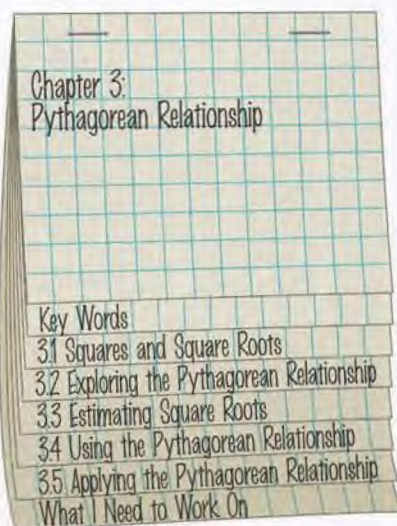 Chapter 3:
Pythagorean Relationship
Key Words
3.1 Squares and Square Roots
3.2 Exploring the Pythagorean Relationship
3.3 Estimating Square Roots
3.4 Using the Pythagorean Relationship
3.5 Applying the Pythagorean Relationship
What I Need to Work On